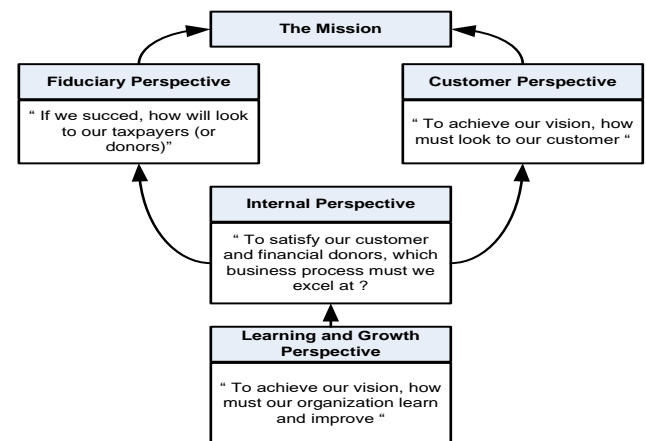 The Mission
Fiduciary Perspective
“ If we succed, how will look
to our taxpayers (or
donors)”
Customer Perspective
“ To achieve our vision, how
must look to our customer “
Internal Perspective
“ To satisfy our customer
and financial donors, which
business process must we
excel at ?
Learning and Growth
Perspective
“ To achieve our vision, how
must our organization learn
and improve “